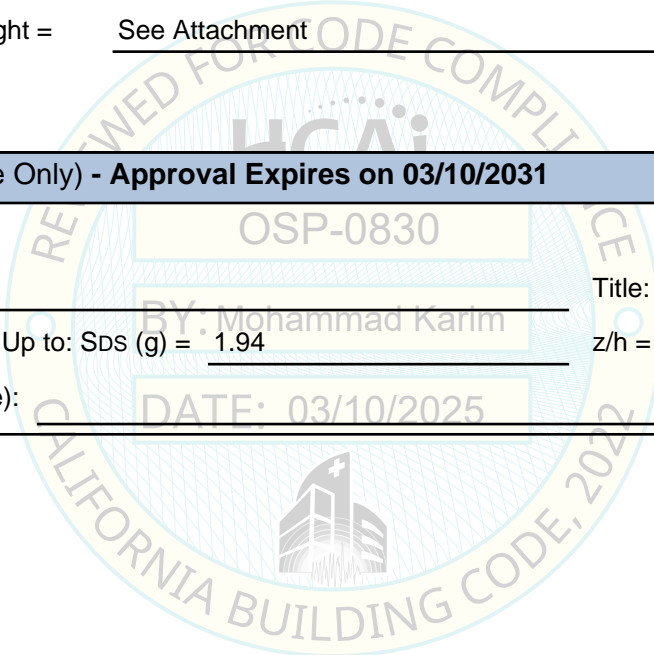 ght = See Attachment
REVIEWED FOR CODE COMPLIANCE
HCAi
e Only) - Approval Expires on 03/10/2031
OSP-0830
Title:
BY: Mohammad Karim
Up to: SDS (g) = 1.94 z/h =
e):
DATE: 03/10/2025
CALIFORNIA BUILDING CODE, 2022